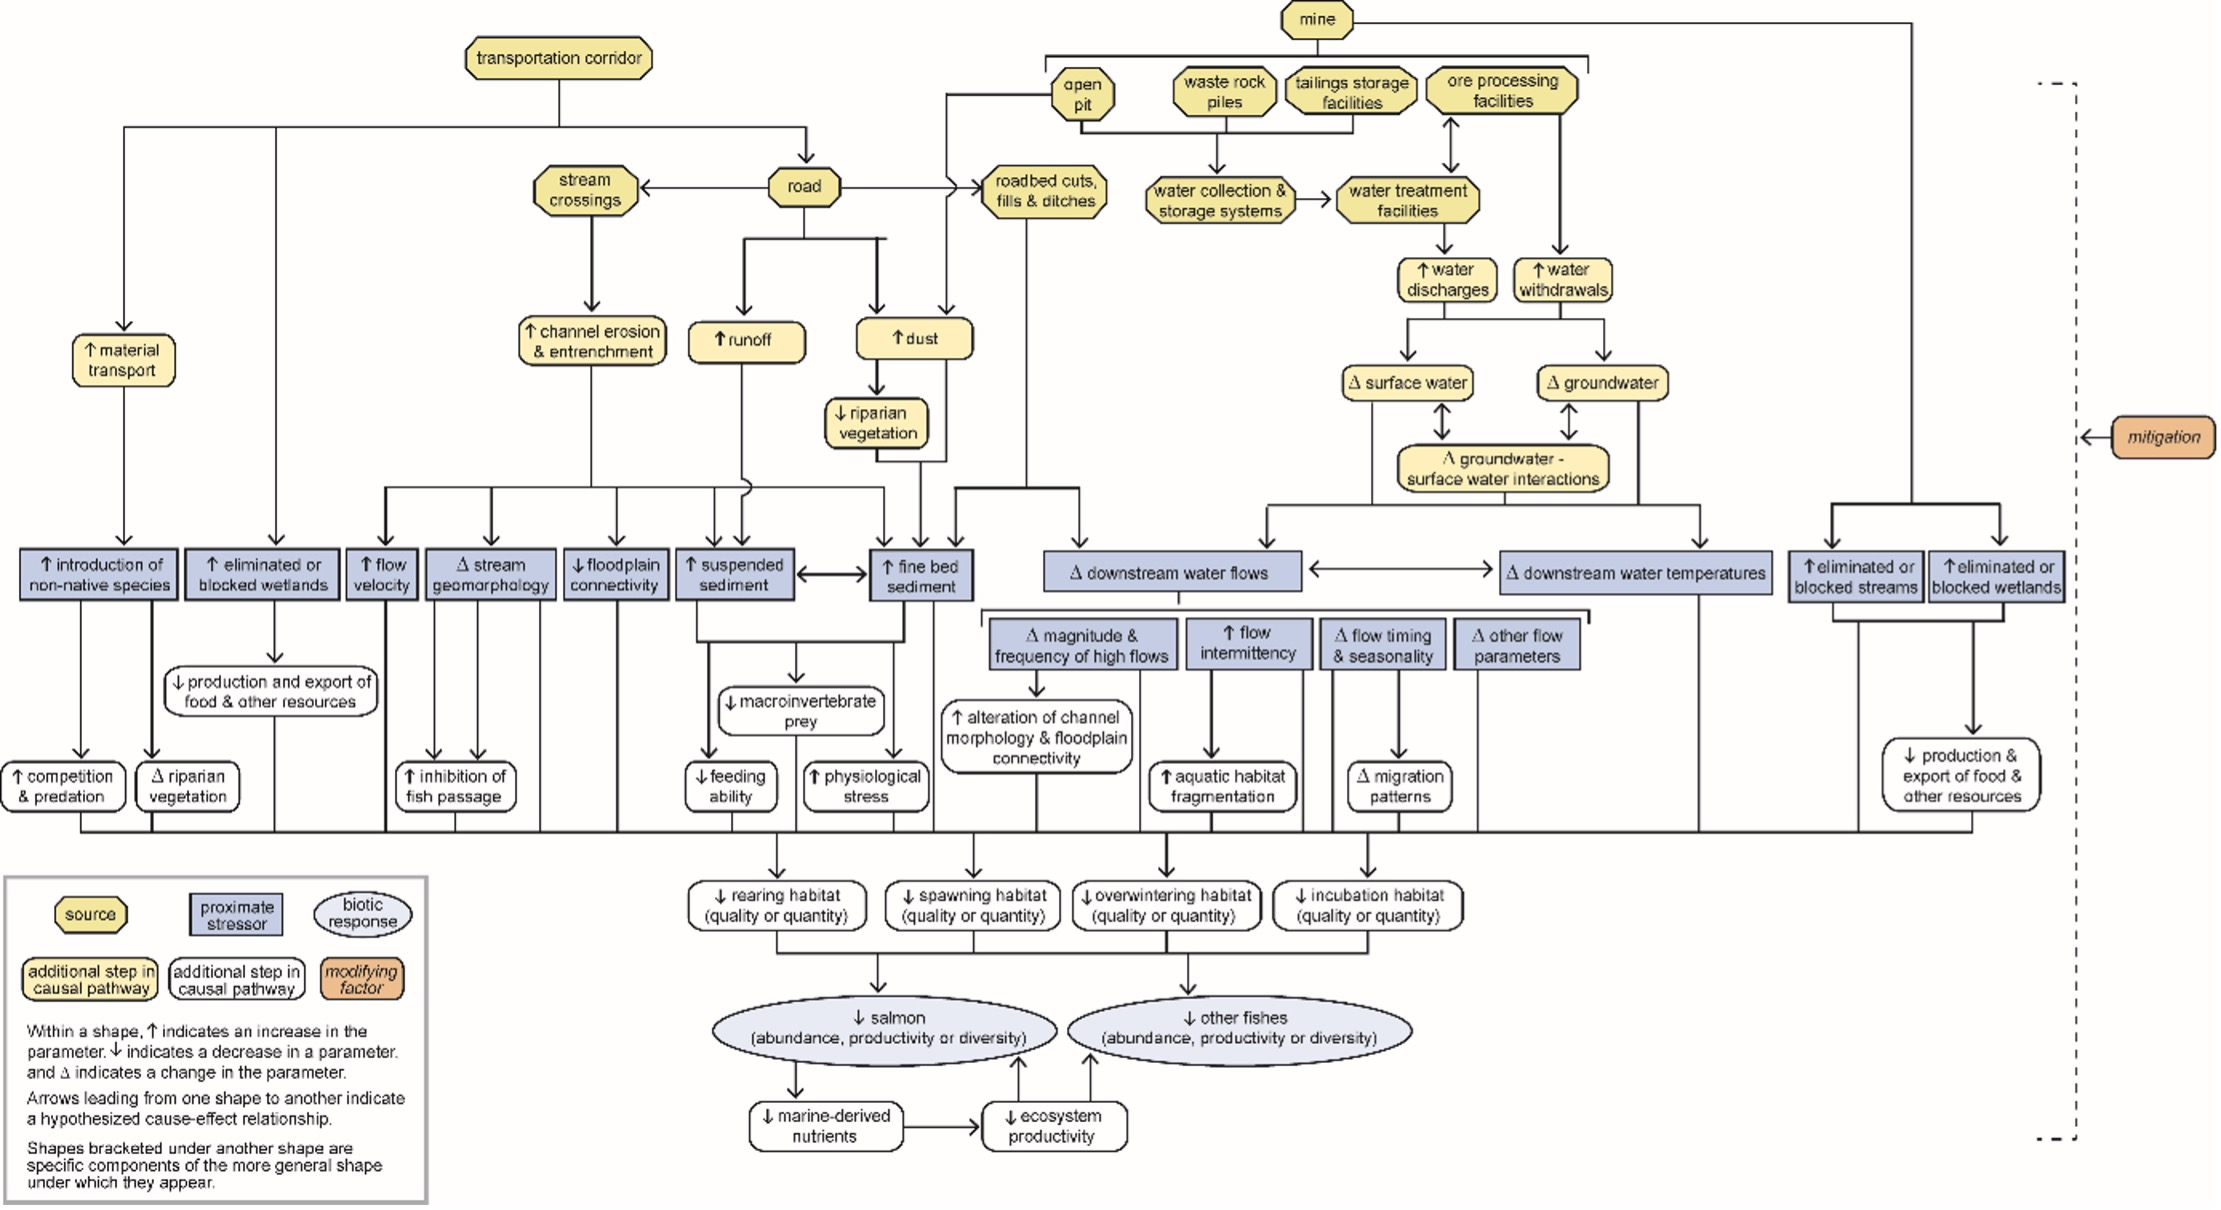 mine
transportation corridor
open
pit
waste rock
piles
tailings storage
facilities
ore processing
facilities
stream
crossings
road
roadbed cuts,
fills & ditches
water collection &
storage systems
water treatment
facilities
↑ water
discharges
↑ water
withdrawals
↑ material
transport
↑ channel erosion
& entrenchment
↑ runoff
↑ dust
Δ surface water
Δ groundwater
↓ riparian
vegetation
mitigation
Δ groundwater -
surface water interactions
↑ introduction of
non-native species
↑ eliminated or
blocked wetlands
↑ flow
velocity
Δ stream
geomorphology
↓ floodplain
connectivity
↑ suspended
sediment
↑ fine bed
sediment
Δ downstream water flows
Δ downstream water temperatures
↑ eliminated or
blocked streams
↑ eliminated or
blocked wetlands
Δ magnitude &
frequency of high flows
↑ flow
intermittency
Δ flow timing
& seasonality
Δ other flow
parameters
↓ production and export of
food & other resources
↓ macroinvertebrate
prey
↑ alteration of channel
morphology & floodplain
connectivity
↑ competition
& predation
Δ riparian
vegetation
↑ inhibition of
fish passage
↓ feeding
ability
↑ physiological
stress
↑ aquatic habitat
fragmentation
Δ migration
patterns
↓ production &
export of food &
other resources
↓ rearing habitat
(quality or quantity)
↓ spawning habitat
(quality or quantity)
↓ overwintering habitat
(quality or quantity)
↓ incubation habitat
(quality or quantity)
↓ salmon
(abundance, productivity or diversity)
↓ other fishes
(abundance, productivity or diversity)
↓ marine-derived
nutrients
↓ ecosystem
productivity
source
proximate
stressor
biotic
response
additional step in
causal pathway
additional step in
causal pathway
modifying
factor
Within a shape, ↑ indicates an increase in the
parameter. ↓ indicates a decrease in a parameter.
and Δ indicates a change in the parameter.
Arrows leading from one shape to another indicate
a hypothesized cause-effect relationship.
Shapes bracketed under another shape are
specific components of the more general shape
under which they appear.